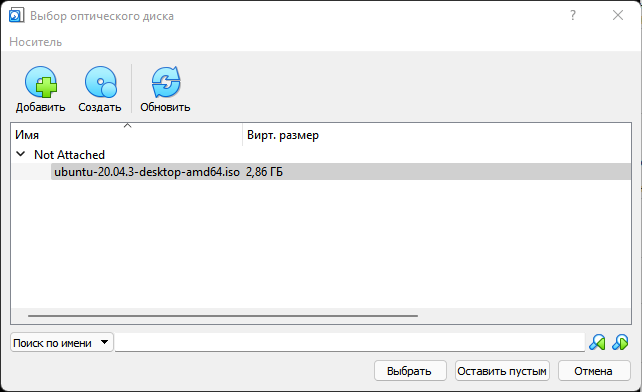 Выбор оптического диска
Носитель
Добавить Создать Обновить
Имя Вирт. размер
Not Attached
ubuntu-20.04.3-desktop-amd64.iso 2,86 ГБ
Поиск по имени
Выбрать Оставить пустым Отмена